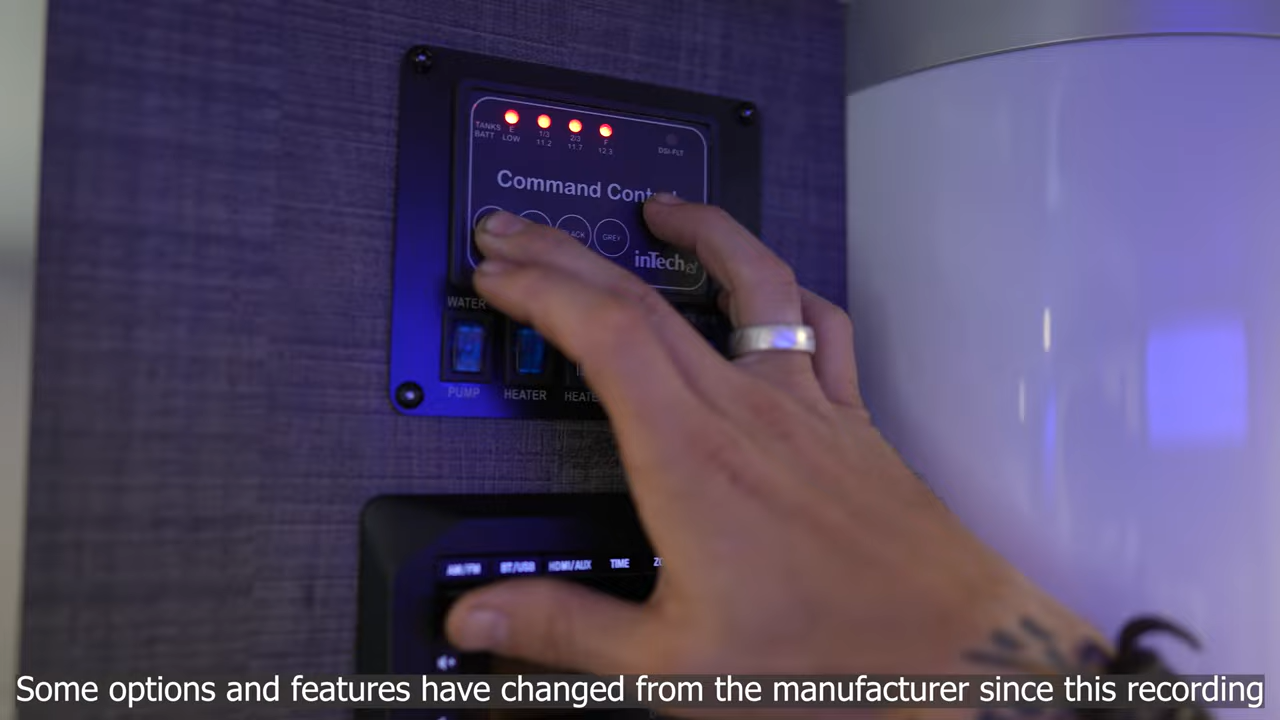 TANKS E 1/3 2/3 F
BATT LOW 11.2 11.7 12.3 DSI-FLT
Command Cont
BLACK GREY
inTech
WATER
PUMP HEATER HEATE
AM/FM BT/USB HDMI/AUX TIME
Some options and features have changed from the manufacturer since this recording